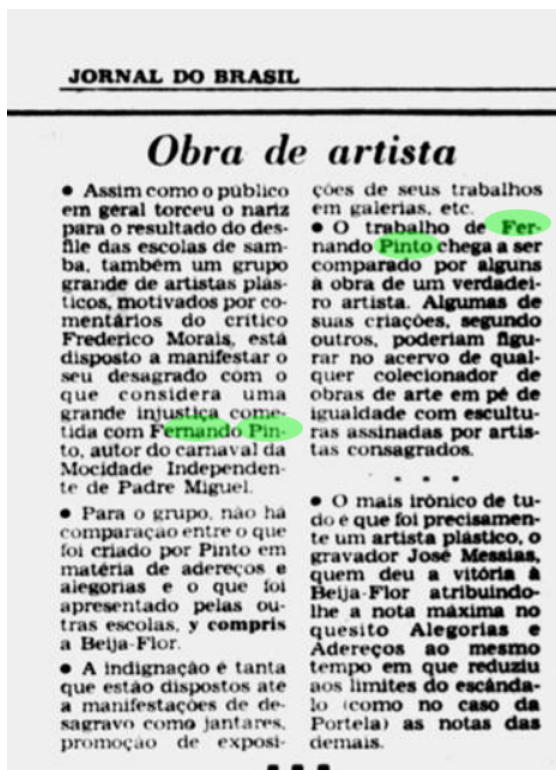 JORNAL DO BRASIL
Obra de artista
● Assim como o público
em geral torceu o nariz
para o resultado do des-
file das escolas de sam-
ba, também um grupo
grande de artistas plás-
ticos, motivados por co-
mentários do crítico
Frederico Morais, está
disposto a manifestar o
seu desagrado com o
que considera uma
grande injustiça come-
tida com Fernando Pin-
to, autor do carnaval da
Mocidade Independen-
te de Padre Miguel.
● Para o grupo, não há
comparação entre o que
foi criado por Pinto em
matéria de adereços e
alegorias e o que foi
apresentado pelas ou-
tras escolas, y compris
a Beija-Flor.
● A indignação é tanta
que estão dispostos até
a manifestações de de-
sagravo como jantares,
promoção de exposi-
ções de seus trabalhos
em galerias, etc.
● O trabalho de Fer-
nando Pinto chega a ser
comparado por alguns
à obra de um verdadei-
ro artista. Algumas de
suas criações, segundo
outros, poderiam figu-
rar no acervo de qual-
quer colecionador de
obras de arte em pé de
igualdade com escultu-
ras assinadas por artis-
tas consagrados.
• • •
● O mais irônico de tu-
do é que foi precisamen-
te um artista plástico, o
gravador José Messias,
quem deu a vitória à
Beija-Flor atribuindo-
lhe a nota máxima no
quesito Alegorias e
Adereços ao mesmo
tempo em que reduziu
aos limites do escânda-
lo (como no caso da
Portela) as notas das
demais.